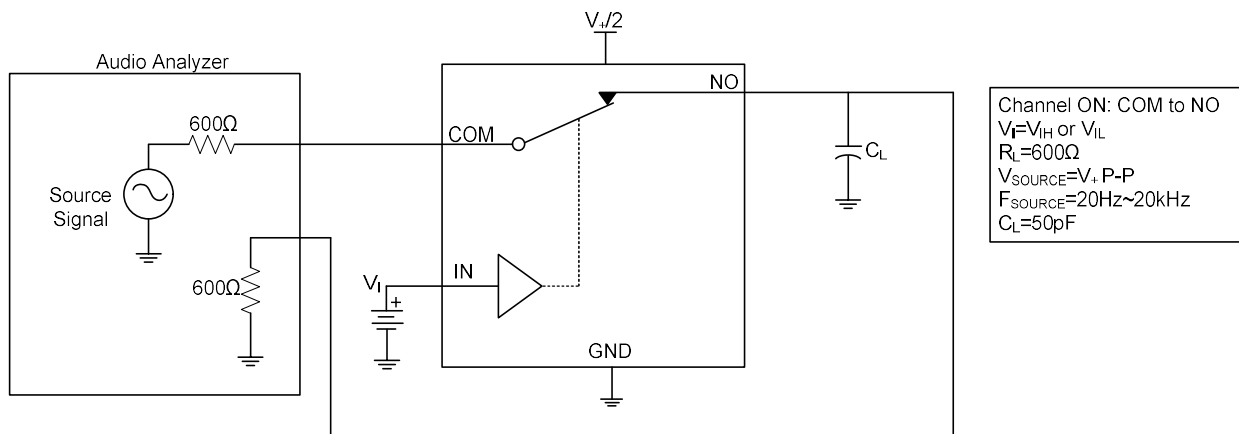 V+/2
Audio Analyzer
NO
600Ω
COM
CL
Source
Signal
600Ω
VI
+
IN
GND
Channel ON: COM to NO
VI=VIH or VIL
RL=600Ω
VSOURCE=V+ P-P
FSOURCE=20Hz~20kHz
CL=50pF